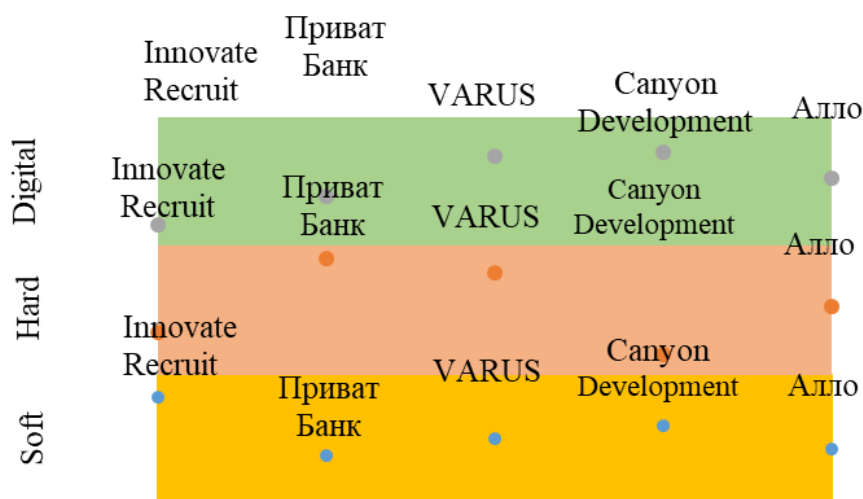 Innovate
Recruit
Приват
Банк
VARUS
Canyon
Development
Алло
Digital
Innovate
Recruit
Приват
Банк
VARUS
Canyon
Development
Алло
Hard
Innovate
Recruit
Приват
Банк
VARUS
Canyon
Development
Алло
Soft